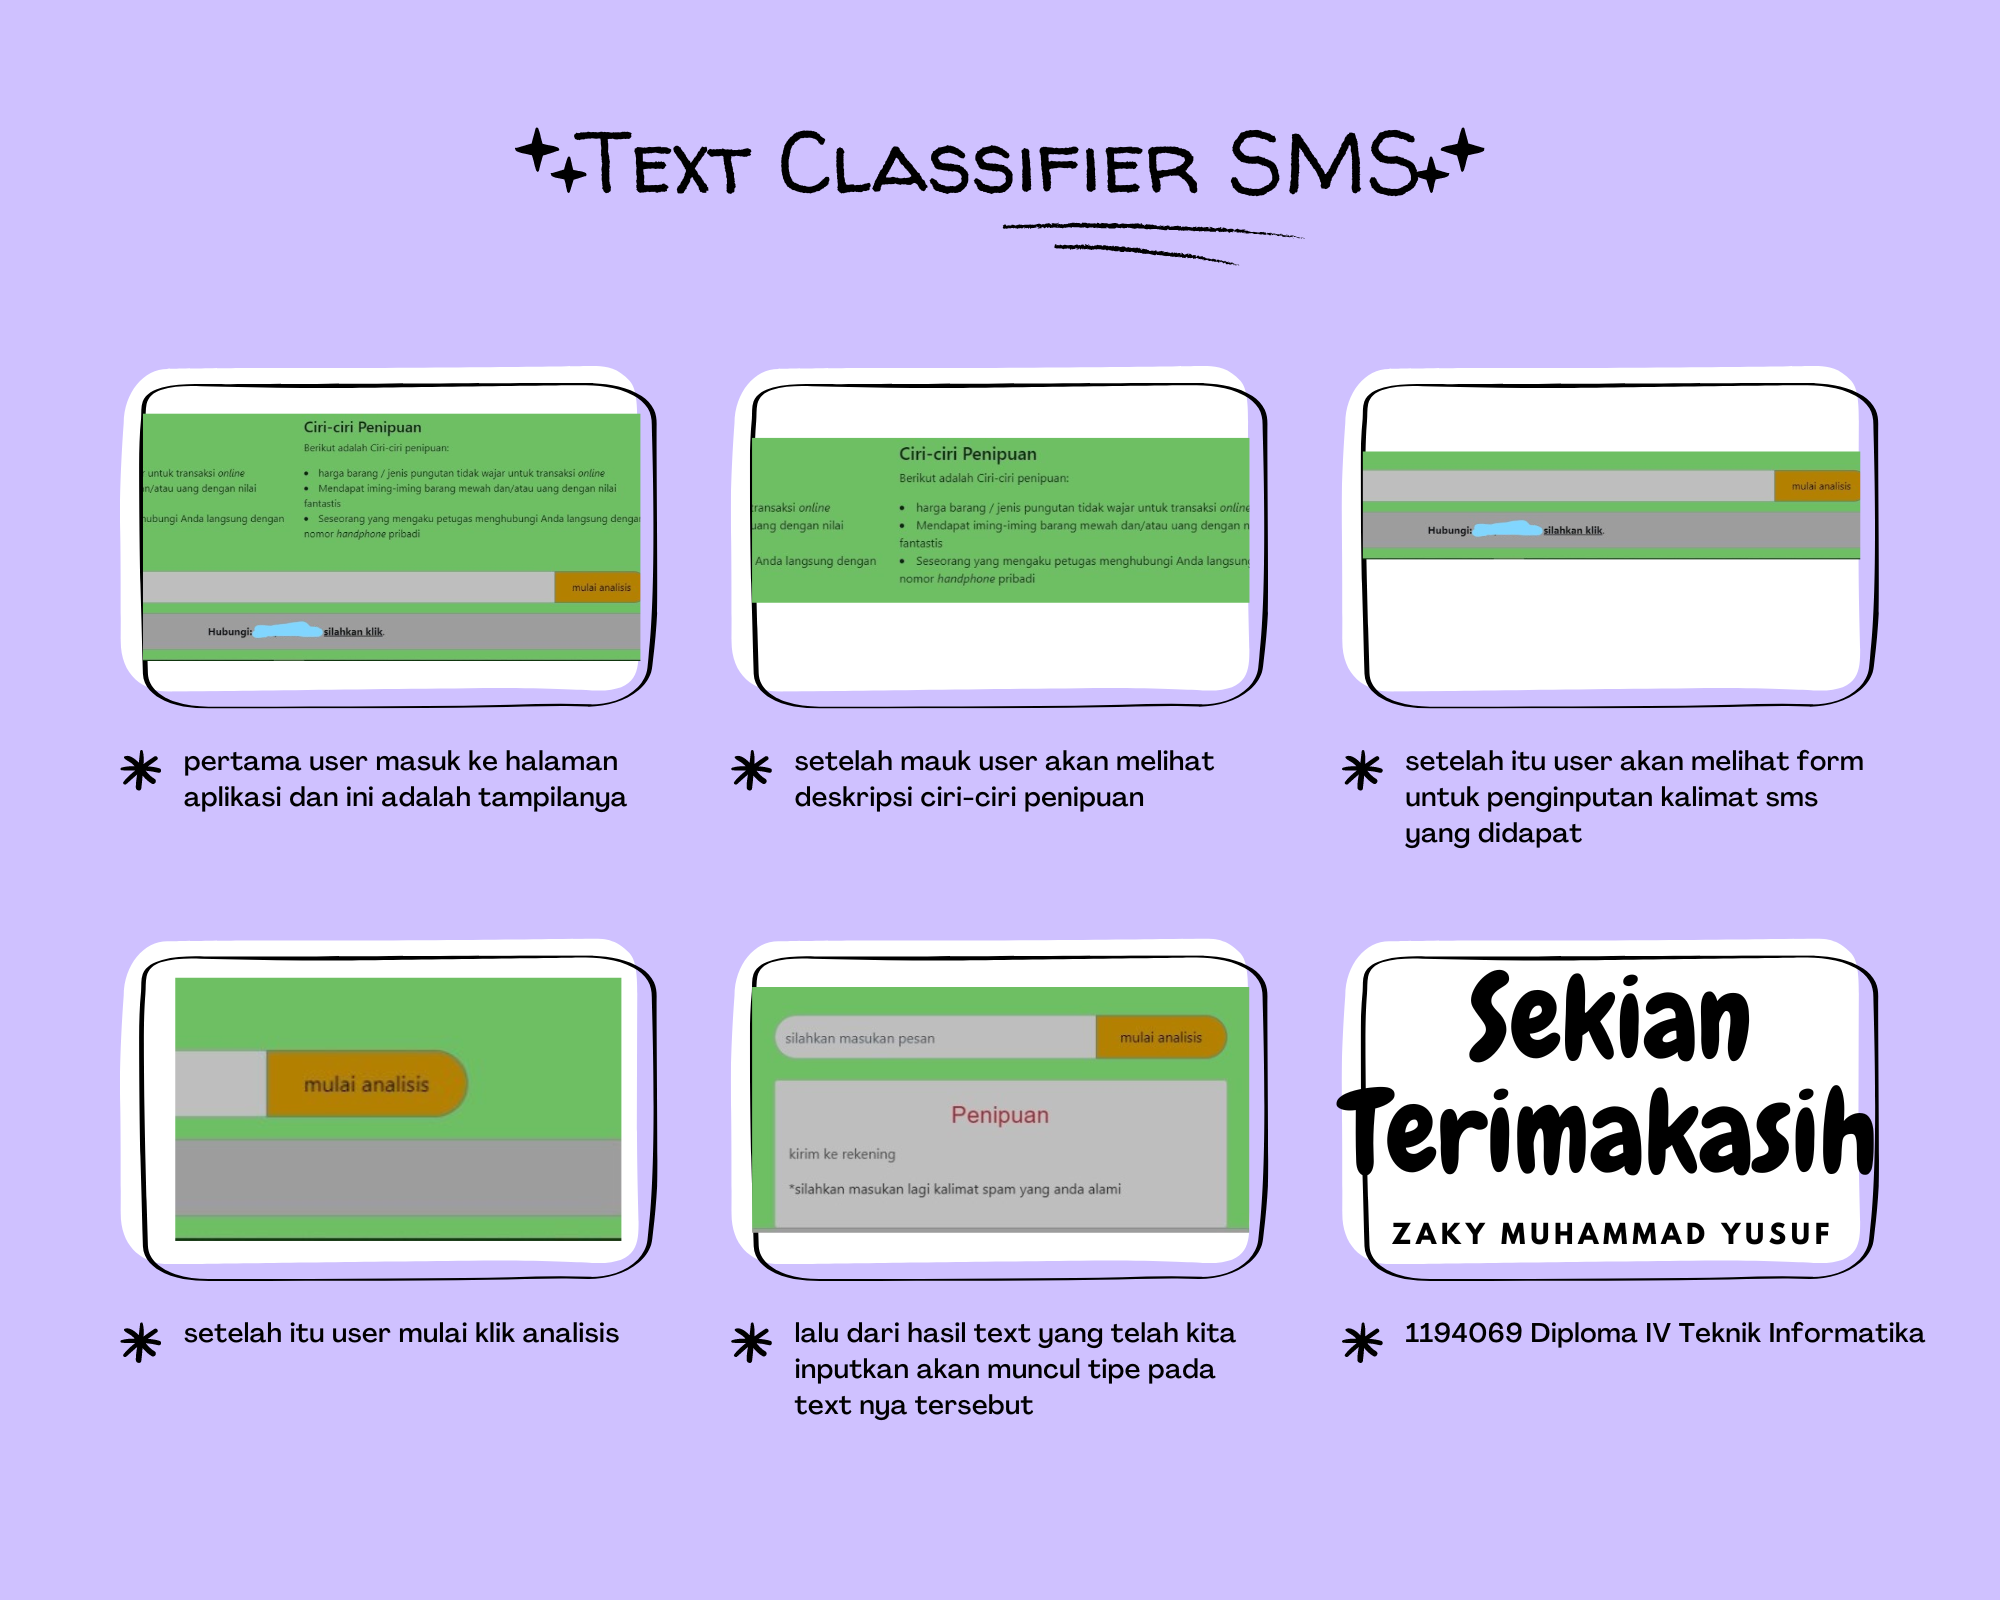 Text Classifier SMS
Ciri-ciri Penipuan
Berikut adalah Ciri-ciri penipuan:
untuk transaksi online
harga barang / jenis pungutan tidak wajar untuk transaksi online
n/atau uang dengan nilai
Mendapat iming-iming barang mewah dan/atau uang dengan nilai
fantastis
hubungi Anda langsung dengan
Seseorang yang mengaku petugas menghubungi Anda langsung dengan
nomor handphone pribadi
mulai analisis
Hubungi: silahkan klik.
pertama user masuk ke halaman
aplikasi dan ini adalah tampilanya
Ciri-ciri Penipuan
Berikut adalah Ciri-ciri penipuan:
transaksi online
harga barang / jenis pungutan tidak wajar untuk transaksi online
uang dengan nilai
Mendapat iming-iming barang mewah dan/atau uang dengan n
fantastis
Anda langsung dengan
Seseorang yang mengaku petugas menghubungi Anda langsung
nomor handphone pribadi
setelah mauk user akan melihat
deskripsi ciri-ciri penipuan
mulai analisis
Hubungi: silahkan klik.
setelah itu user akan melihat form
untuk penginputan kalimat sms
yang didapat
mulai analisis
setelah itu user mulai klik analisis
silahkan masukan pesan
mulai analisis
Penipuan
kirim ke rekening
*silahkan masukan lagi kalimat spam yang anda alami
lalu dari hasil text yang telah kita
inputkan akan muncul tipe pada
text nya tersebut
Sekian
Terimakasih
ZAKY MUHAMMAD YUSUF
1194069 Diploma IV Teknik Informatika